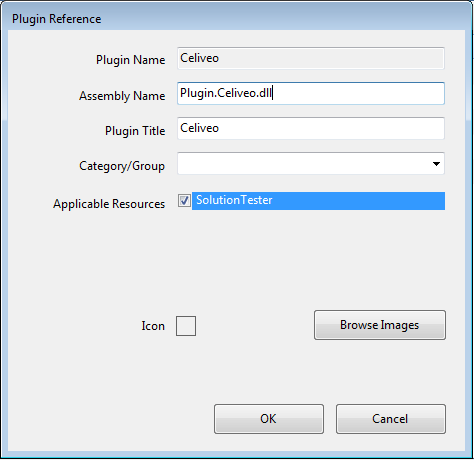 Plugin Reference
Plugin Name Celiveo
Assembly Name Plugin.Celiveo.dll
Plugin Title Celiveo
Category/Group
Applicable Resources SolutionTester
Icon Browse Images
OK Cancel